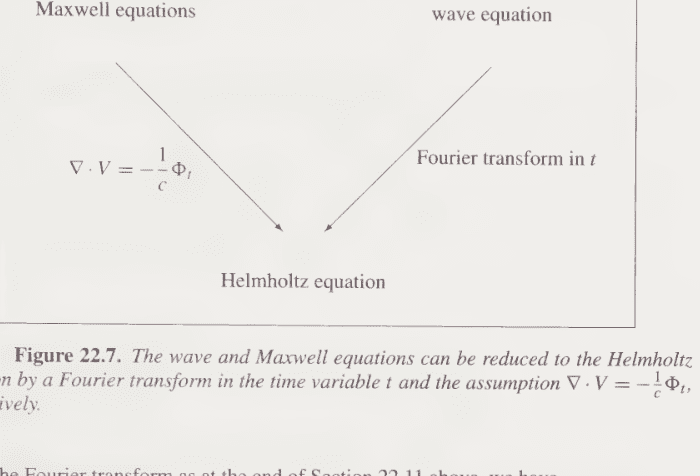 Maxwell equations
wave equation
∇ · V = −1/c Φₜ
Fourier transform in t
Helmholtz equation
Figure 22.7. The wave and Maxwell equations can be reduced to the Helmholtz
n by a Fourier transform in the time variable t and the assumption ∇ · V = −1/c Φₜ,
ively.
he Fourier transform as at the end of Section 22.11 above, we have